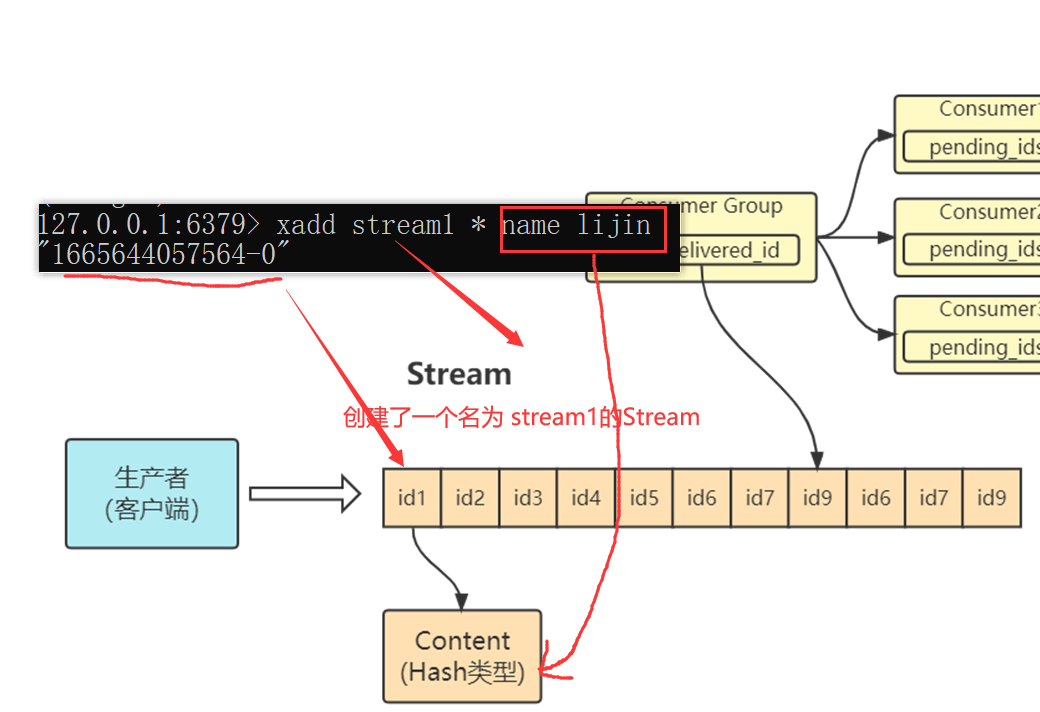 Consumer1
pending_ids
127.0.0.1:6379> xadd stream1 * name lijin
"1665644057564-0"
Consumer Group
elivered_id
Consumer2
pending_ids
Consumer3
pending_ids
Stream
创建了一个名为 stream1的Stream
生产者
(客户端)
id1 id2 id3 id4 id5 id6 id7 id9 id6 id7 id9
Content
(Hash类型)